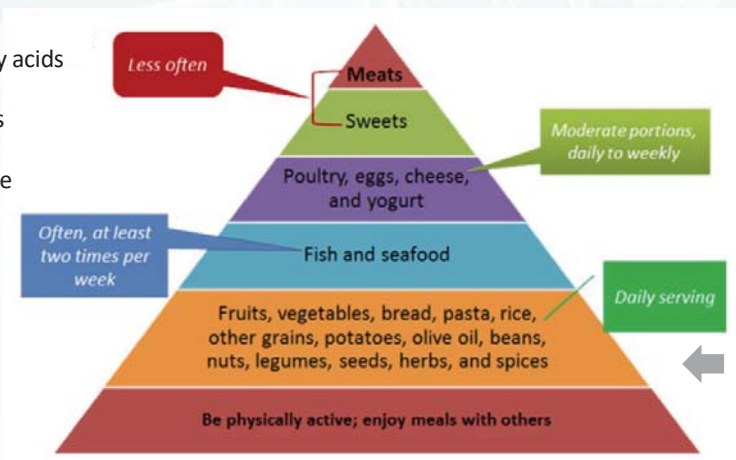 y acids
s
e
Less often
Meats
Sweets
Moderate portions,
daily to weekly
Poultry, eggs, cheese,
and yogurt
Often, at least
two times per
week
Fish and seafood
Daily serving
Fruits, vegetables, bread, pasta, rice,
other grains, potatoes, olive oil, beans,
nuts, legumes, seeds, herbs, and spices
Be physically active; enjoy meals with others